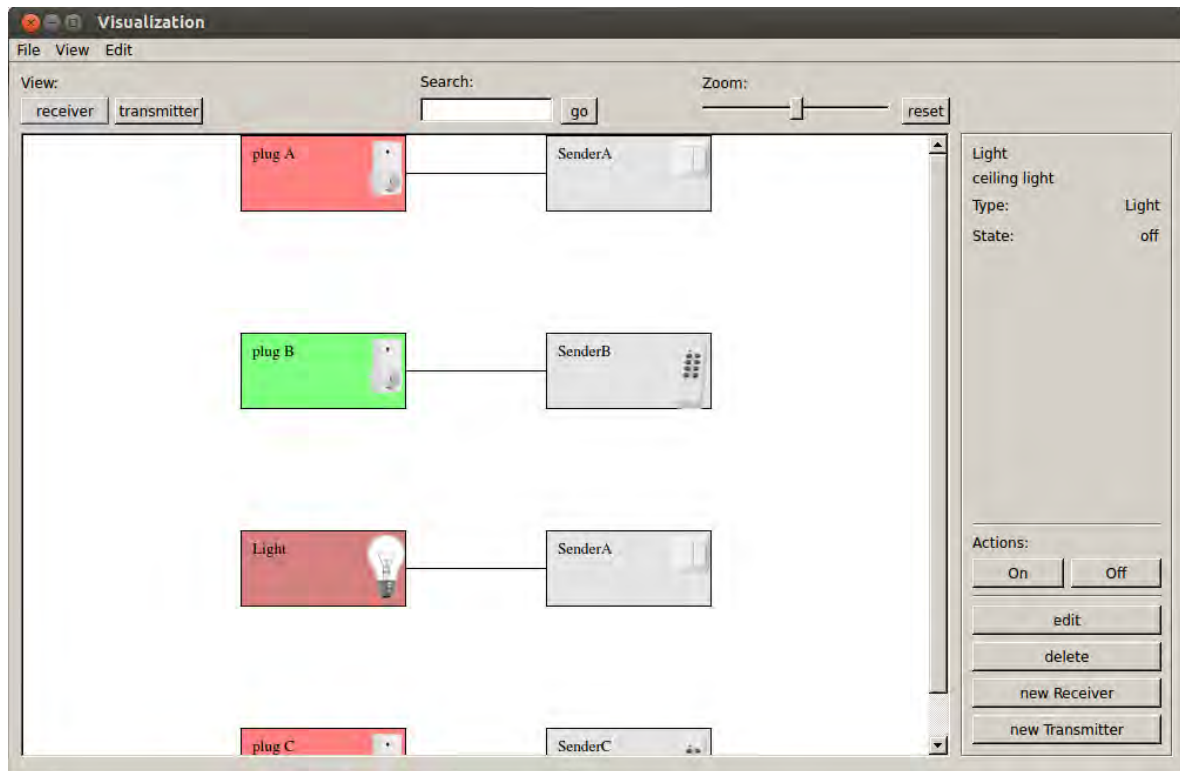 Visualization
File View Edit
View:
receiver transmitter
Search:
go
Zoom:
reset
plug A
SenderA
plug B
SenderB
Light
SenderA
plug C
SenderC
Light
ceiling light
Type: Light
State: off
Actions:
On Off
edit
delete
new Receiver
new Transmitter